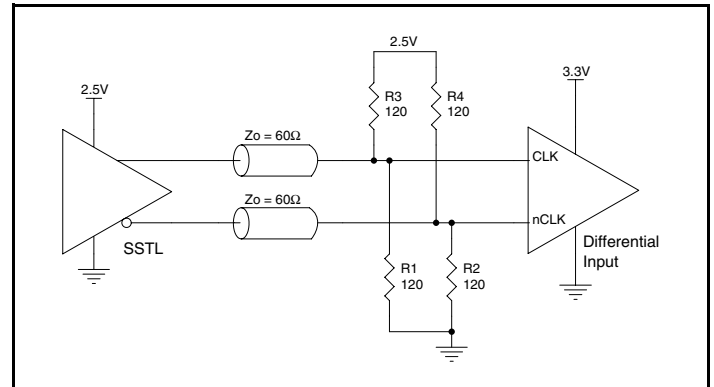 2.5V
3.3V
2.5V
R3
120
R4
120
Zo = 60Ω
CLK
Zo = 60Ω
nCLK
SSTL
Differential
Input
R1
120
R2
120